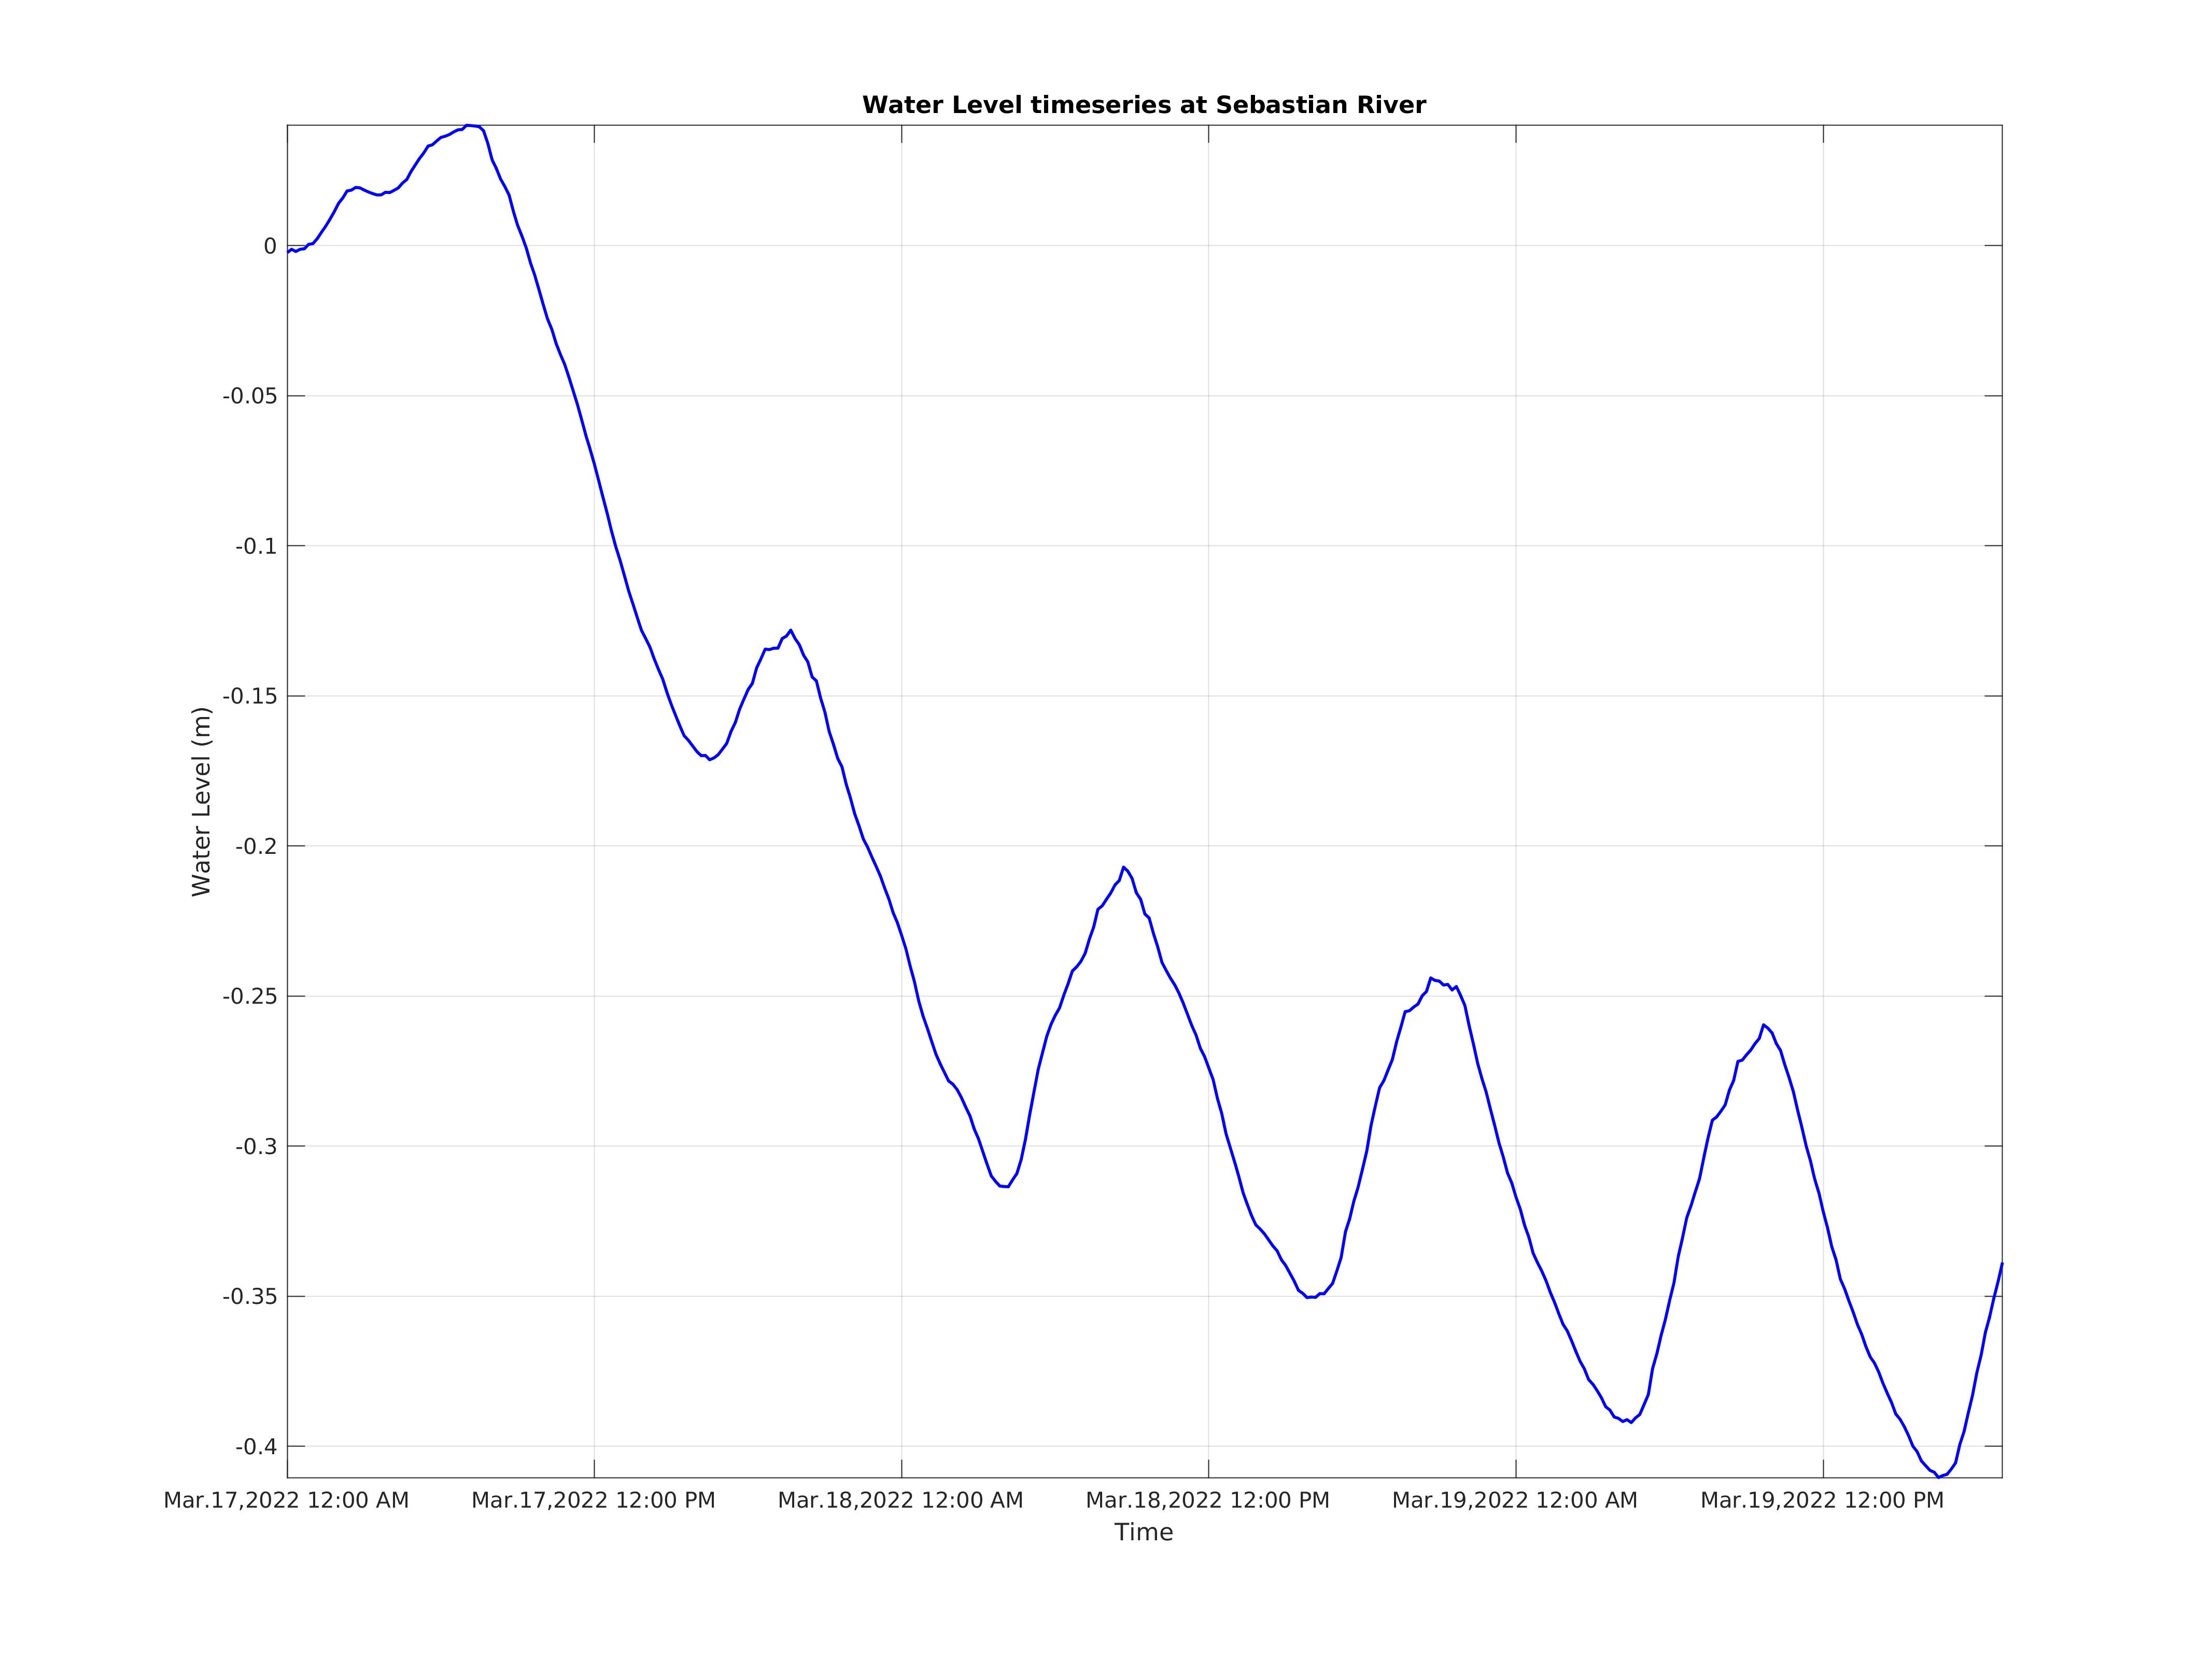 Water Level timeseries at Sebastian River
Water Level (m)
0
-0.05
-0.1
-0.15
-0.2
-0.25
-0.3
-0.35
-0.4
Mar.17,2022 12:00 AM
Mar.17,2022 12:00 PM
Mar.18,2022 12:00 AM
Mar.18,2022 12:00 PM
Mar.19,2022 12:00 AM
Mar.19,2022 12:00 PM
Time